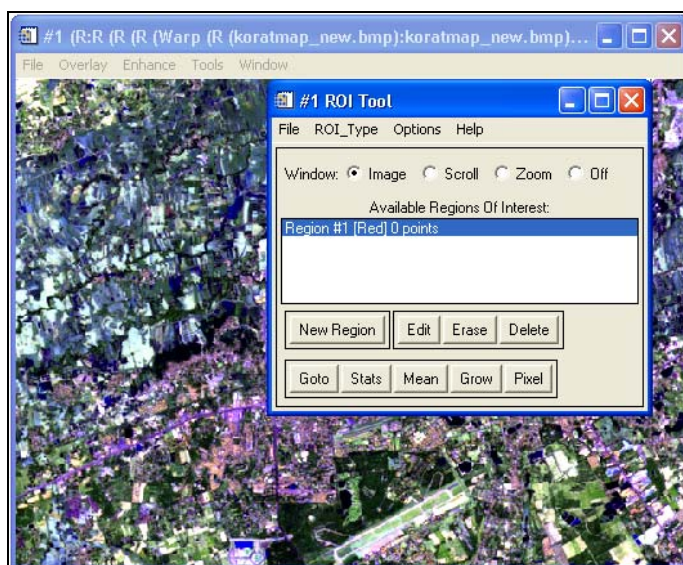 #1 (R:R (R (R (Warp (R (koratmap_new.bmp):koratmap_new.bmp)...
File Overlay Enhance Tools Window
#1 ROI Tool
File ROI_Type Options Help
Window: Image Scroll Zoom Off
Available Regions Of Interest:
Region #1 [Red] 0 points
New Region Edit Erase Delete
Goto Stats Mean Grow Pixel